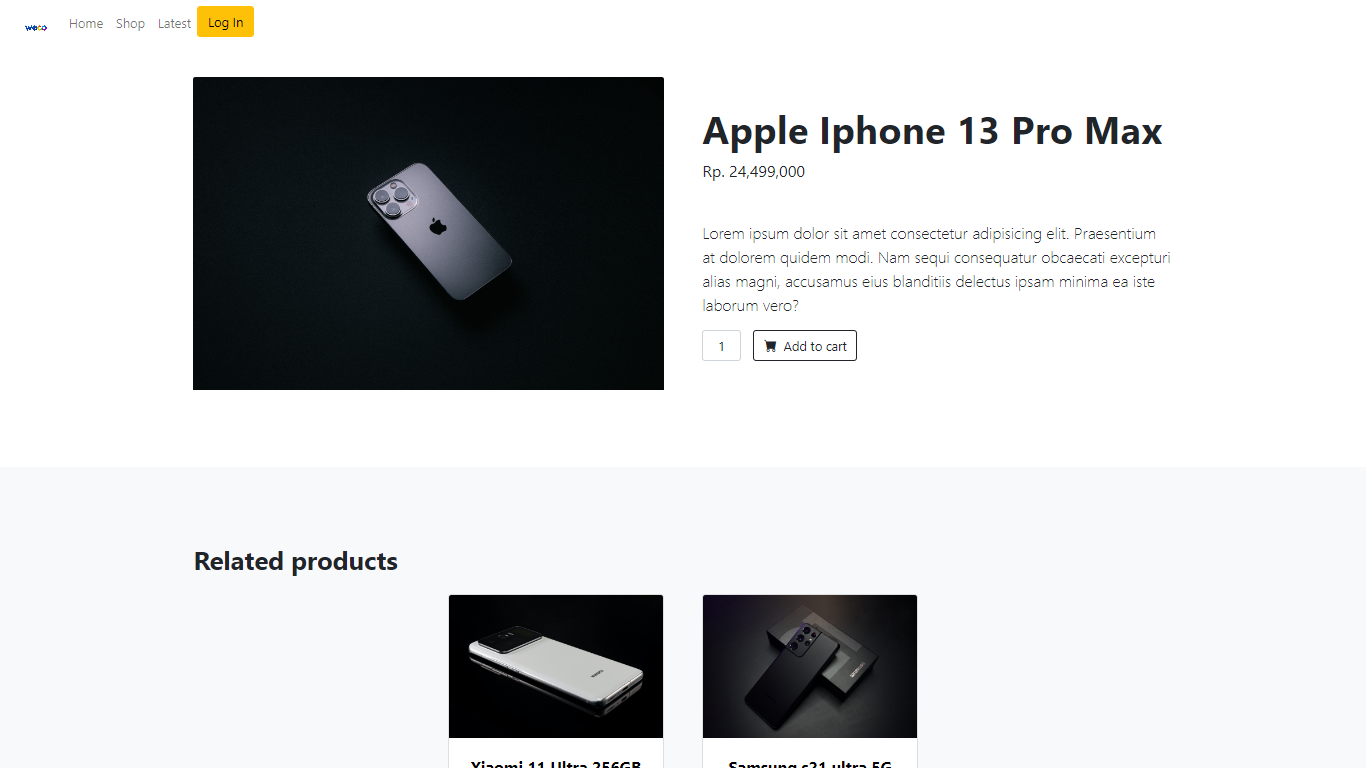 Home Shop Latest Log In
Apple Iphone 13 Pro Max
Rp. 24,499,000
Lorem ipsum dolor sit amet consectetur adipisicing elit. Praesentium
at dolorem quidem modi. Nam sequi consequatur obcaecati excepturi
alias magni, accusamus eius blanditiis delectus ipsam minima ea iste
laborum vero?
1 Add to cart
Related products
Xiaomi 11 Ultra 256GB
Samsung s21 ultra 5G